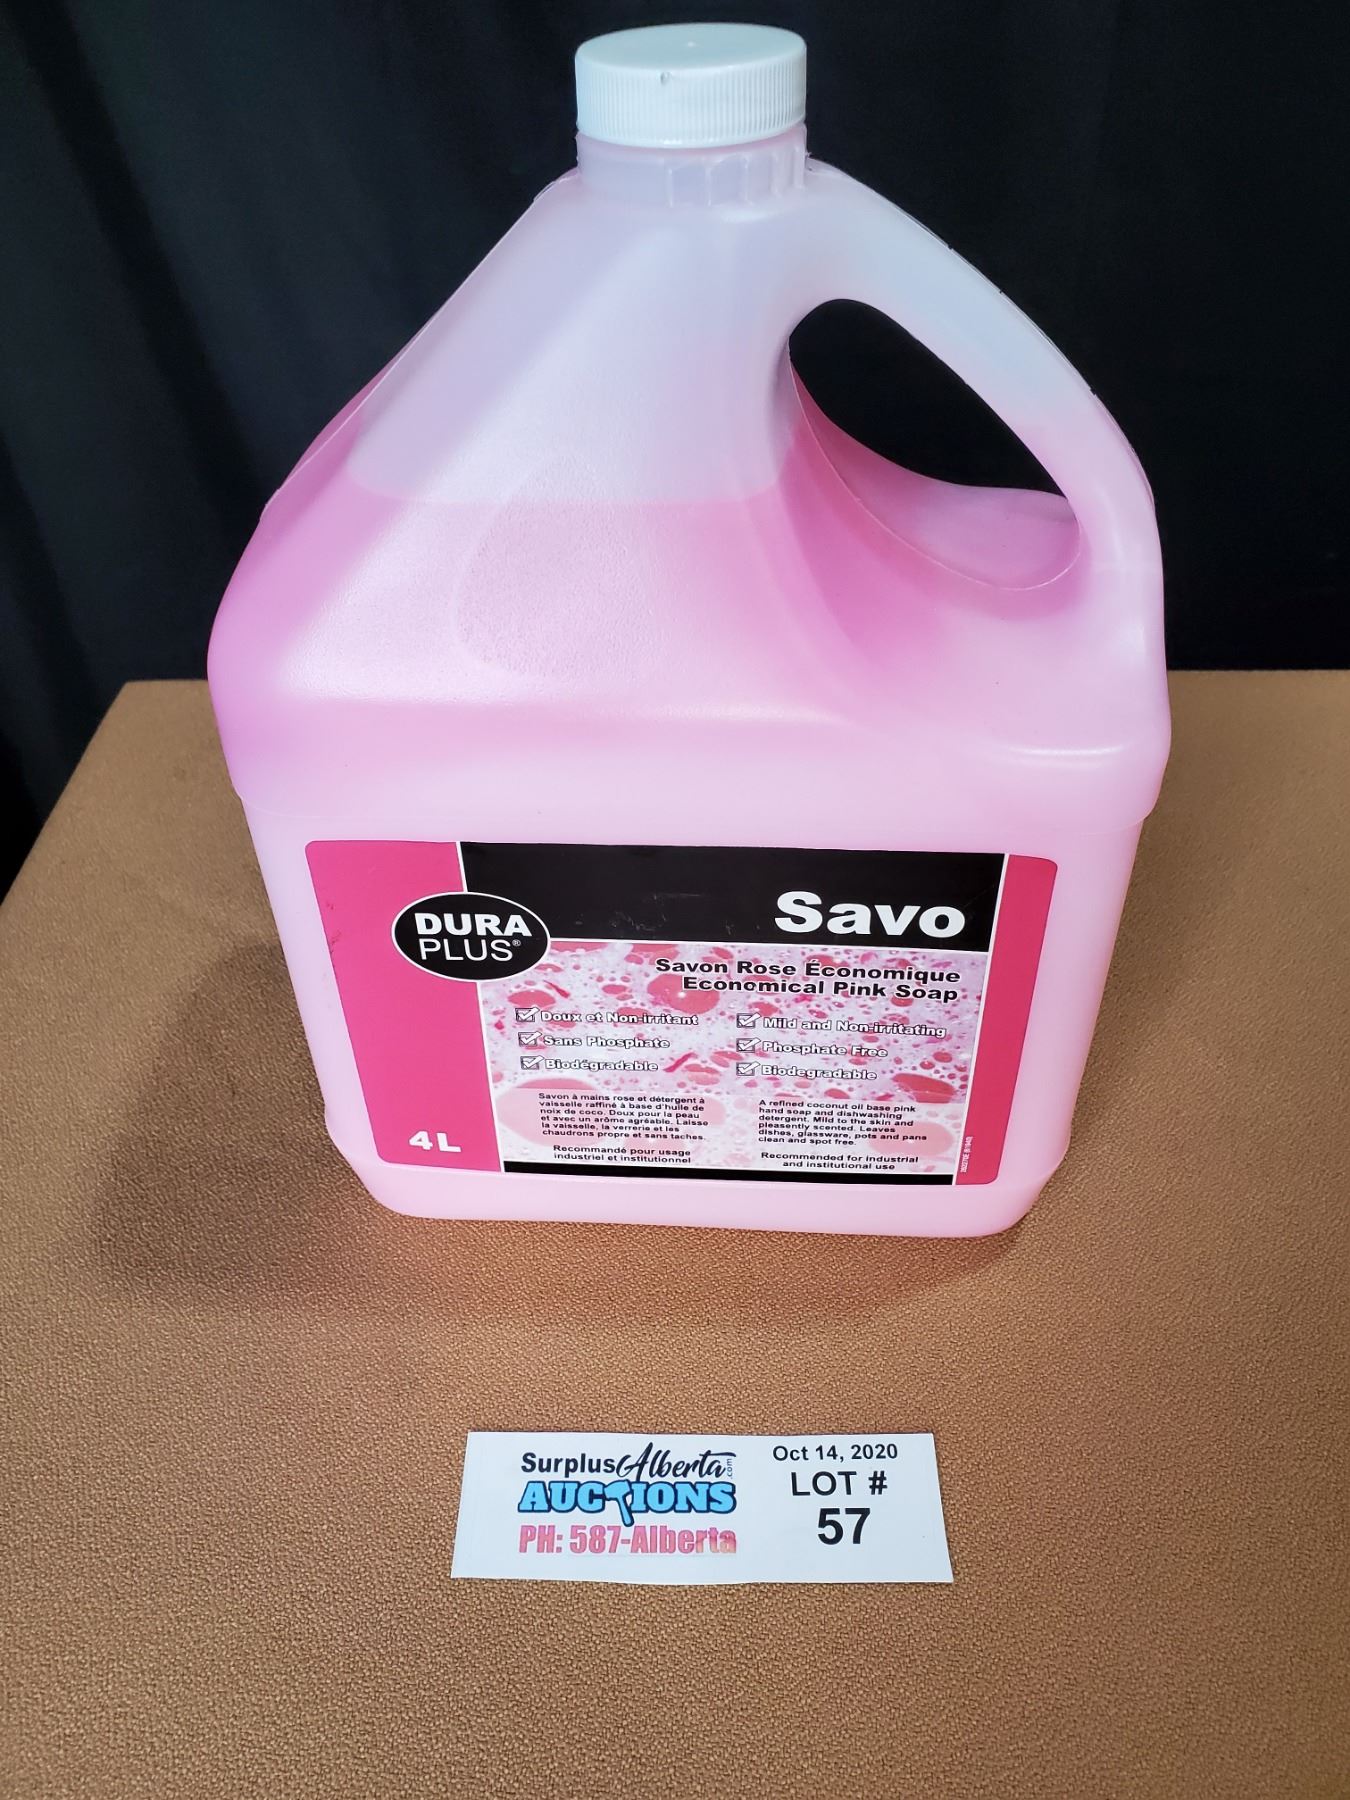 DURA
PLUS®
Savo
Savon Rose Économique
Economical Pink Soap
Doux et Non-irritant
Sans Phosphate
Biodégradable
Mild and Non-irritating
Phosphate Free
Biodegradable
Savon à mains rose et détergent à
vaisselle raffiné à base d'huile de
noix de coco. Doux pour la peau
et avec un arôme agréable. Laisse
la vaisselle, la verrerie et les
chaudrons propre et sans taches.
Recommandé pour usage
industriel et institutionnel
A refined coconut oil base pink
hand soap and dishwashing
detergent. Mild to the skin and
pleasently scented. Leaves
dishes, glassware, pots and pans
clean and spot free.
Recommended for industrial
and institutional use
4L
SurplusAlberta.com
AUCTIONS
PH: 587-Alberta
Oct 14, 2020
LOT #
57